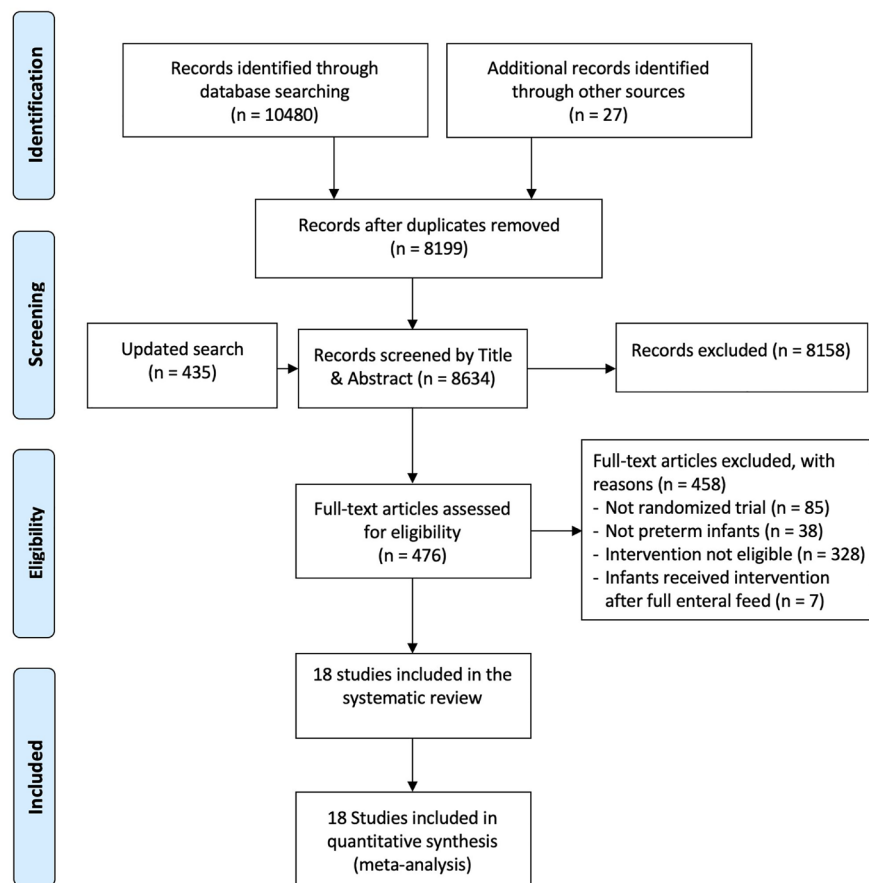 Identification
Records identified through
database searching
(n = 10480)
Additional records identified
through other sources
(n = 27)
Records after duplicates removed
(n = 8199)
Screening
Updated search
(n = 435)
Records screened by Title
& Abstract (n = 8634)
Records excluded (n = 8158)
Eligibility
Full-text articles assessed
for eligibility
(n = 476)
Full-text articles excluded, with
reasons (n = 458)
- Not randomized trial (n = 85)
- Not preterm infants (n = 38)
- Intervention not eligible (n = 328)
- Infants received intervention
after full enteral feed (n = 7)
Included
18 studies included in the
systematic review
18 Studies included in
quantitative synthesis
(meta-analysis)